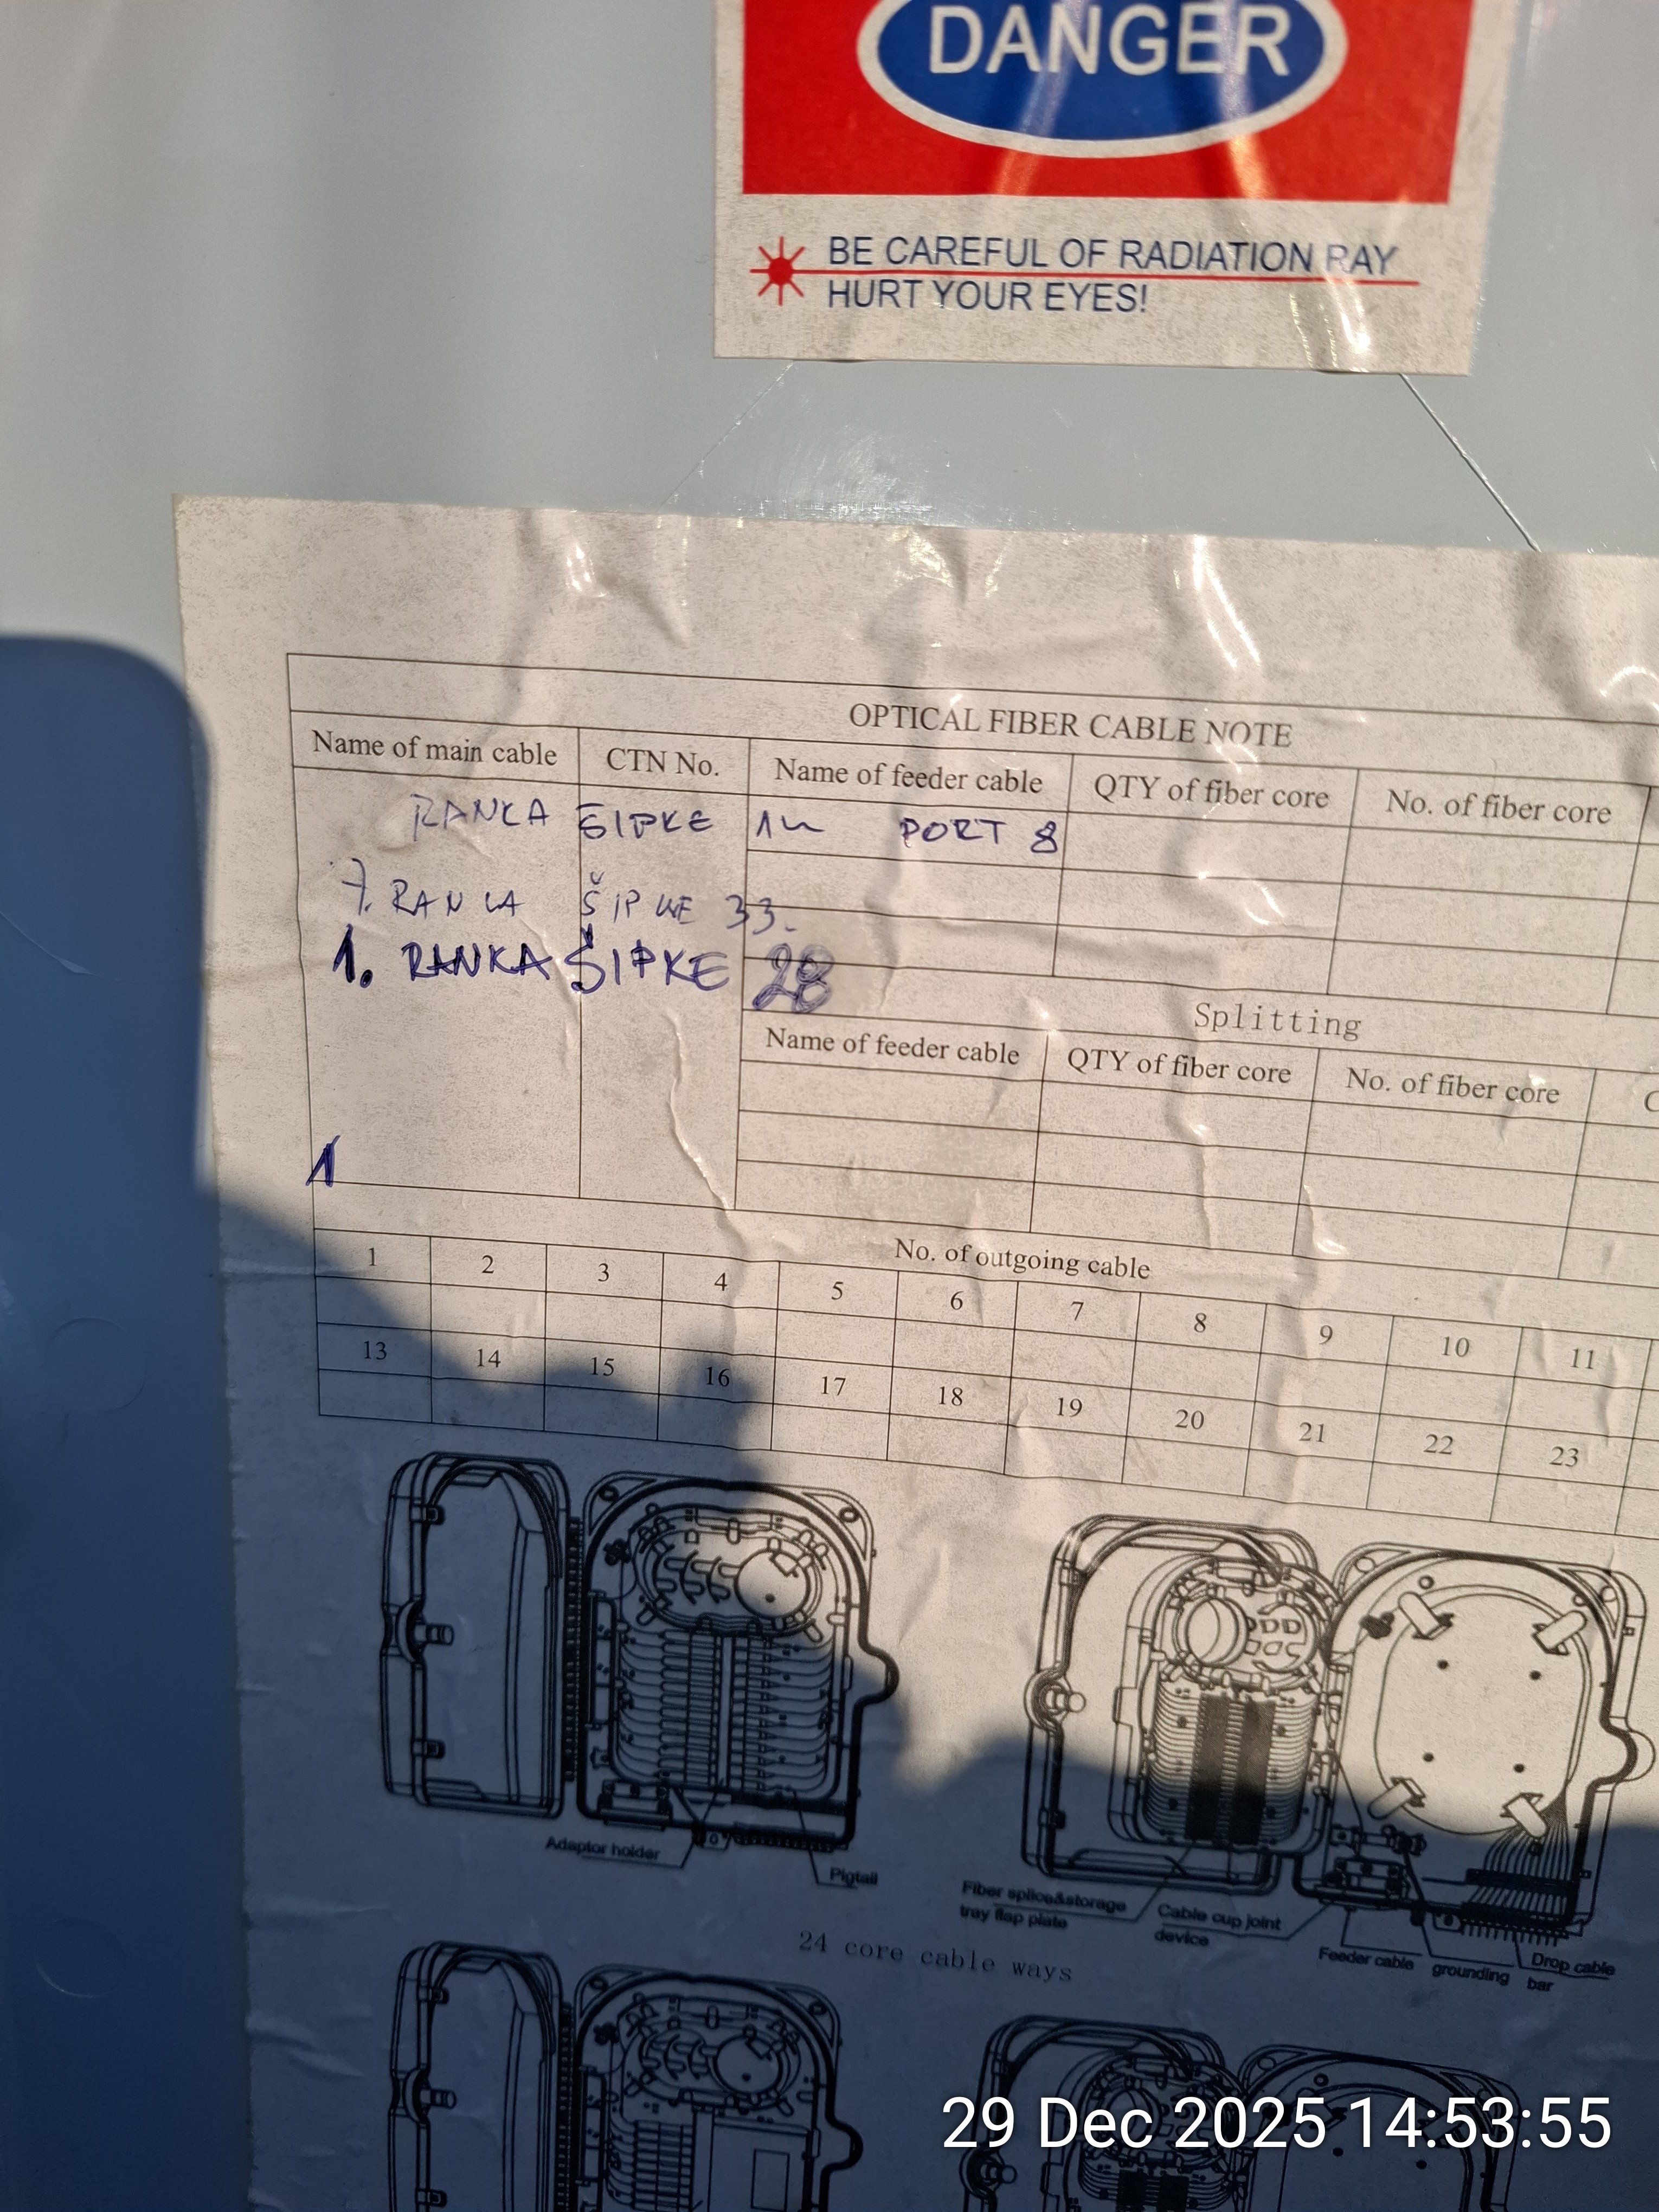 DANGER
BE CAREFUL OF RADIATION RAY
HURT YOUR EYES!
OPTICAL FIBER CABLE NOTE
Name of main cable CTN No. Name of feeder cable QTY of fiber core No. of fiber core
RANKA ŠIPKE PORT 8
7. RANKA ŠIPKE 33.
1. RANKA ŠIPKE 28
Splitting
Name of feeder cable QTY of fiber core No. of fiber core C
1
No. of outgoing cable
1 2 3 4 5 6 7 8 9 10 11
13 14 15 16 17 18 19 20 21 22 23
Adaptor holder
Pigtail
Fiber splice&storage
tray flap plate
Cable cup joint
device
Feeder cable
grounding
Drop cable
bar
24 core cable ways
29 Dec 2025 14:53:55